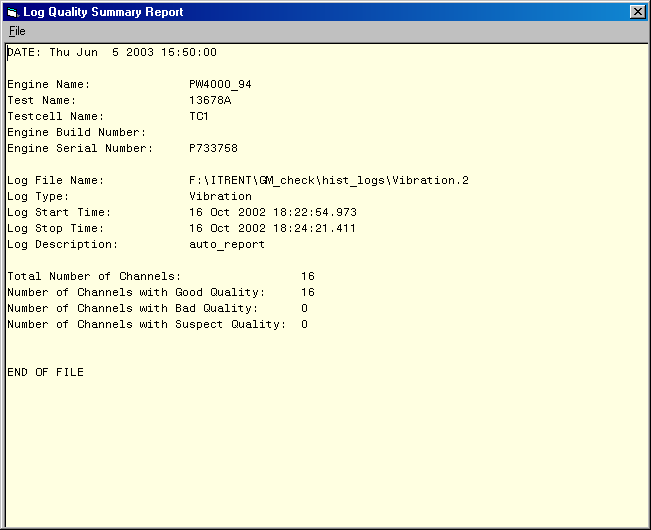 Log Quality Summary Report
File
DATE: Thu Jun  5 2003 15:50:00
Engine Name:              PW4000_94
Test Name:                13678A
Testcell Name:            TC1
Engine Build Number:
Engine Serial Number:     P733758
Log File Name:            F:\ITRENT\GM_check\hist_logs\Vibration.2
Log Type:                 Vibration
Log Start Time:           16 Oct 2002 18:22:54.973
Log Stop Time:            16 Oct 2002 18:24:21.411
Log Description:          auto_report
Total Number of Channels:                 16
Number of Channels with Good Quality:     16
Number of Channels with Bad Quality:      0
Number of Channels with Suspect Quality:  0
END OF FILE